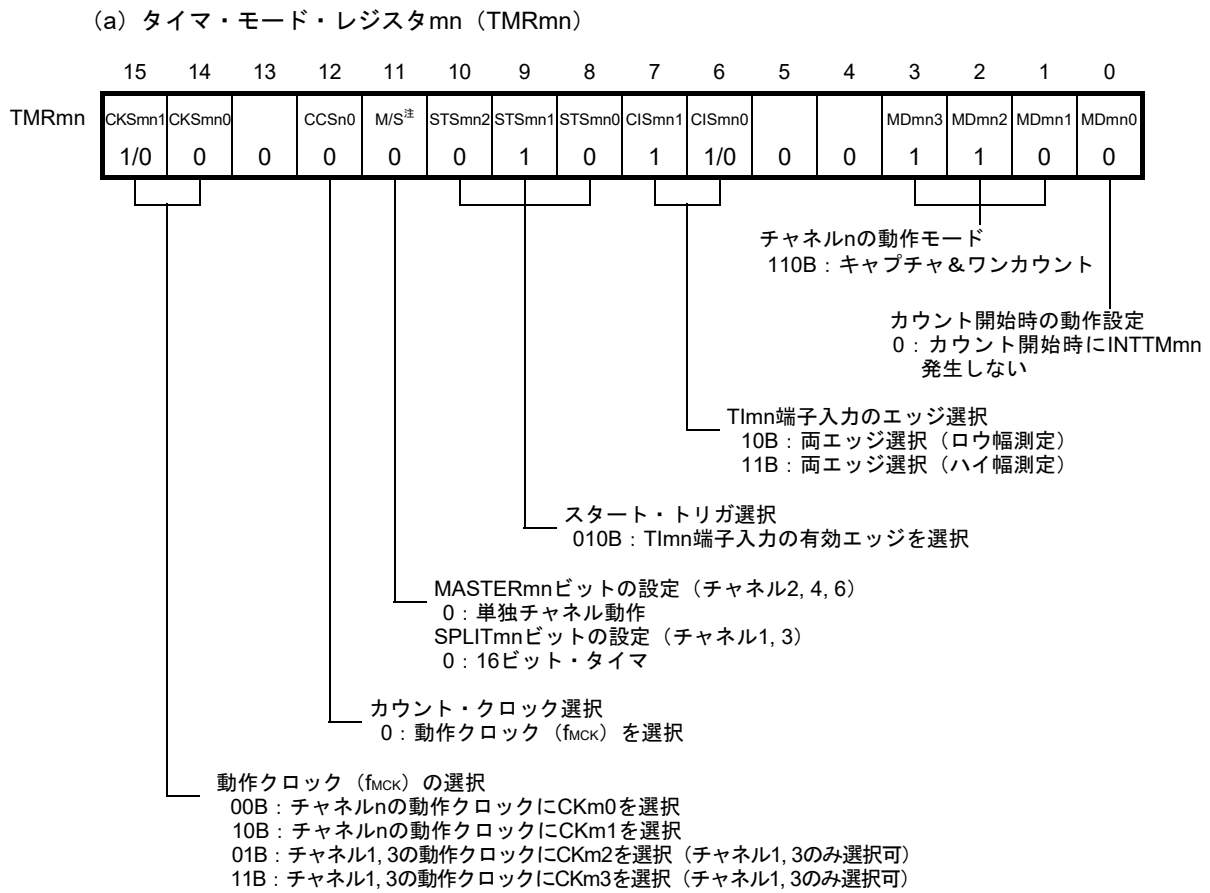 (a) タイマ・モード・レジスタmn（TMRmn）
15 14 13 12 11 10 9 8 7 6 5 4 3 2 1 0
TMRmn CKSmn1 CKSmn0 CCSn0 M/S注 STSmn2 STSmn1 STSmn0 CISmn1 CISmn0 MDmn3 MDmn2 MDmn1 MDmn0
1/0 0 0 0 0 0 1 0 1 1/0 0 0 1 1 0 0
チャネルnの動作モード
110B：キャプチャ＆ワンカウント
カウント開始時の動作設定
0：カウント開始時にINTTMmn
発生しない
TImn端子入力のエッジ選択
10B：両エッジ選択（ロウ幅測定）
11B：両エッジ選択（ハイ幅測定）
スタート・トリガ選択
010B：TImn端子入力の有効エッジを選択
MASTERmnビットの設定（チャネル2, 4, 6）
0：単独チャネル動作
SPLITmnビットの設定（チャネル1, 3）
0：16ビット・タイマ
カウント・クロック選択
0：動作クロック（fMCK）を選択
動作クロック（fMCK）の選択
00B：チャネルnの動作クロックにCKm0を選択
10B：チャネルnの動作クロックにCKm1を選択
01B：チャネル1, 3の動作クロックにCKm2を選択（チャネル1, 3のみ選択可）
11B：チャネル1, 3の動作クロックにCKm3を選択（チャネル1, 3のみ選択可）